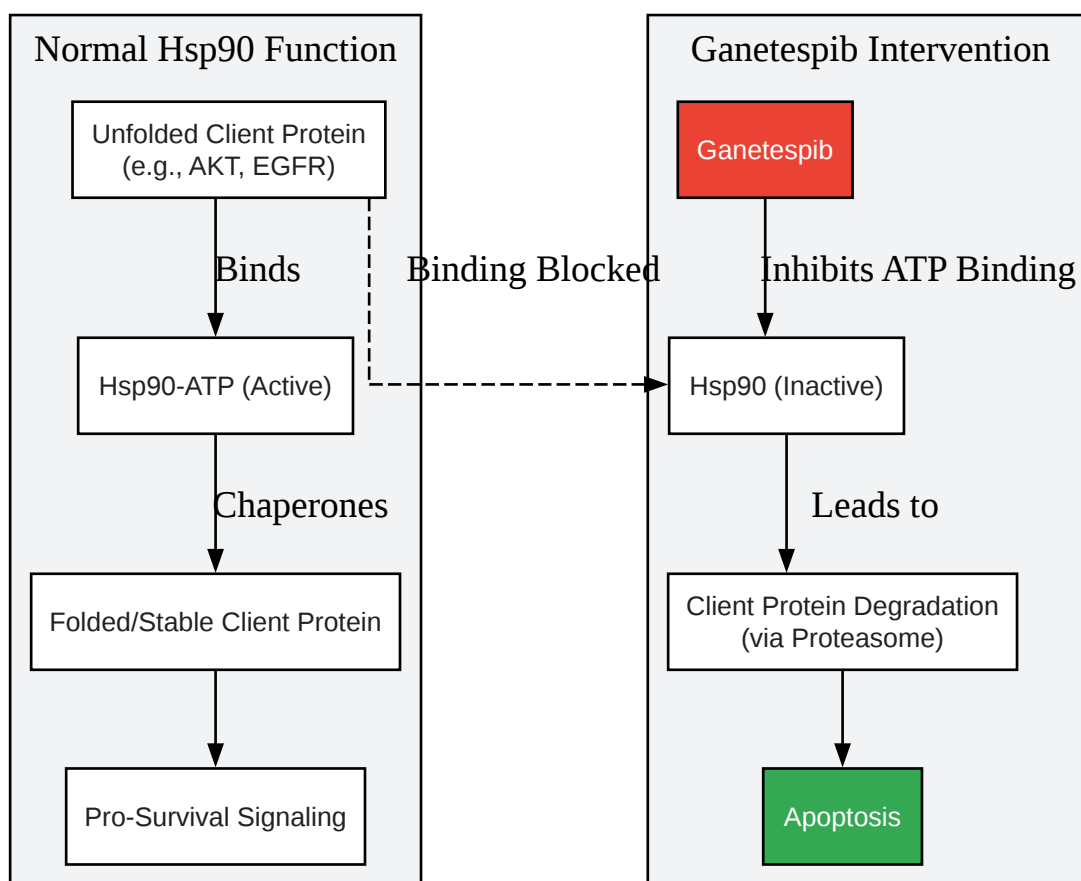 Normal Hsp90 Function
Unfolded Client Protein
(e.g., AKT, EGFR)
Binds
Hsp90-ATP (Active)
Chaperones
Folded/Stable Client Protein
Pro-Survival Signaling
Binding Blocked
Ganetespib Intervention
Ganetespib
Inhibits ATP Binding
Hsp90 (Inactive)
Leads to
Client Protein Degradation
(via Proteasome)
Apoptosis